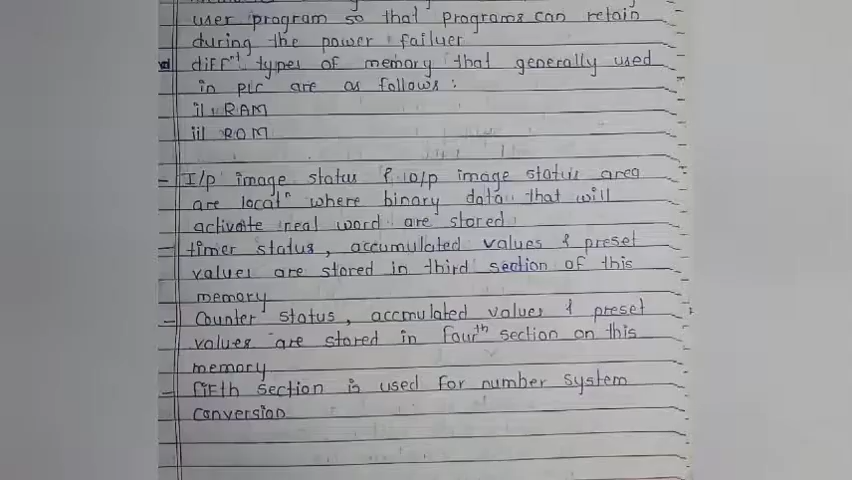 user program so that programs can retain
during the power failuer
diffnt types of memory that generally used
in plc are as follows :
i) RAM
ii) ROM
- I/p image status & o/p image status area
are locatn where binary data that will
activate real word are stored
- timer status, accumulated values & preset
values are stored in third section of this
memory
- Counter status, accmulated values & preset
values are stored in fourth section on this
memory
- fifth section is used for number system
conversion